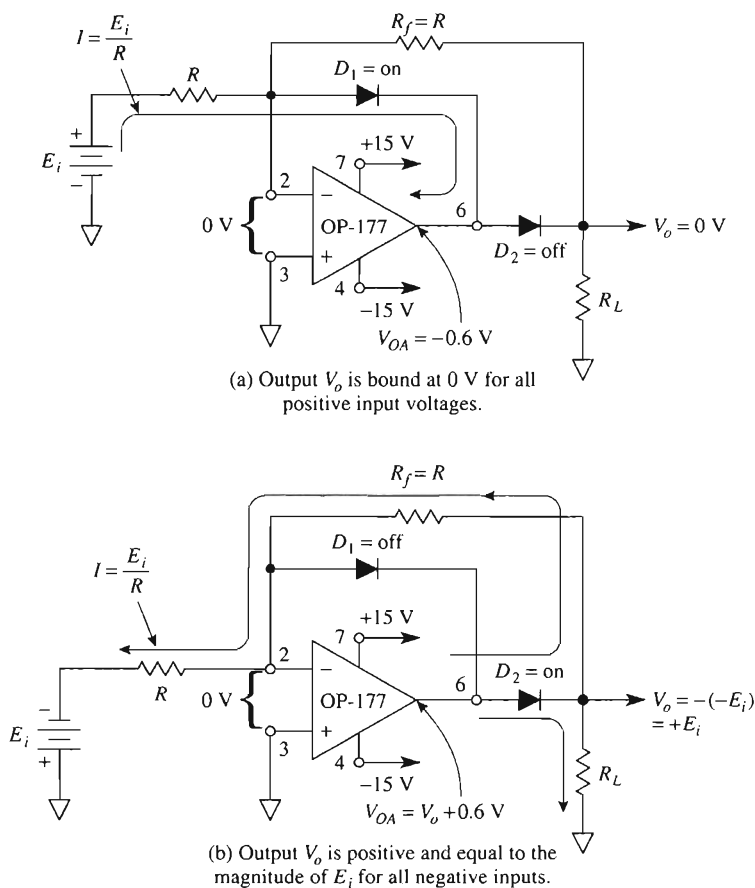 I = E_i / R
R_f = R
R
D_1 = on
+
E_i
−
+15 V
7
2
−
0 V {
OP-177
6
+
3
4
−15 V
D_2 = off
V_o = 0 V
R_L
V_OA = −0.6 V
(a) Output V_o is bound at 0 V for all
positive input voltages.
R_f = R
D_1 = off
I = E_i / R
+15 V
7
R
2
−
−
E_i
+
0 V {
OP-177
6
D_2 = on
+
3
4
−15 V
V_o = −(−E_i)
= +E_i
R_L
V_OA = V_o + 0.6 V
(b) Output V_o is positive and equal to the
magnitude of E_i for all negative inputs.